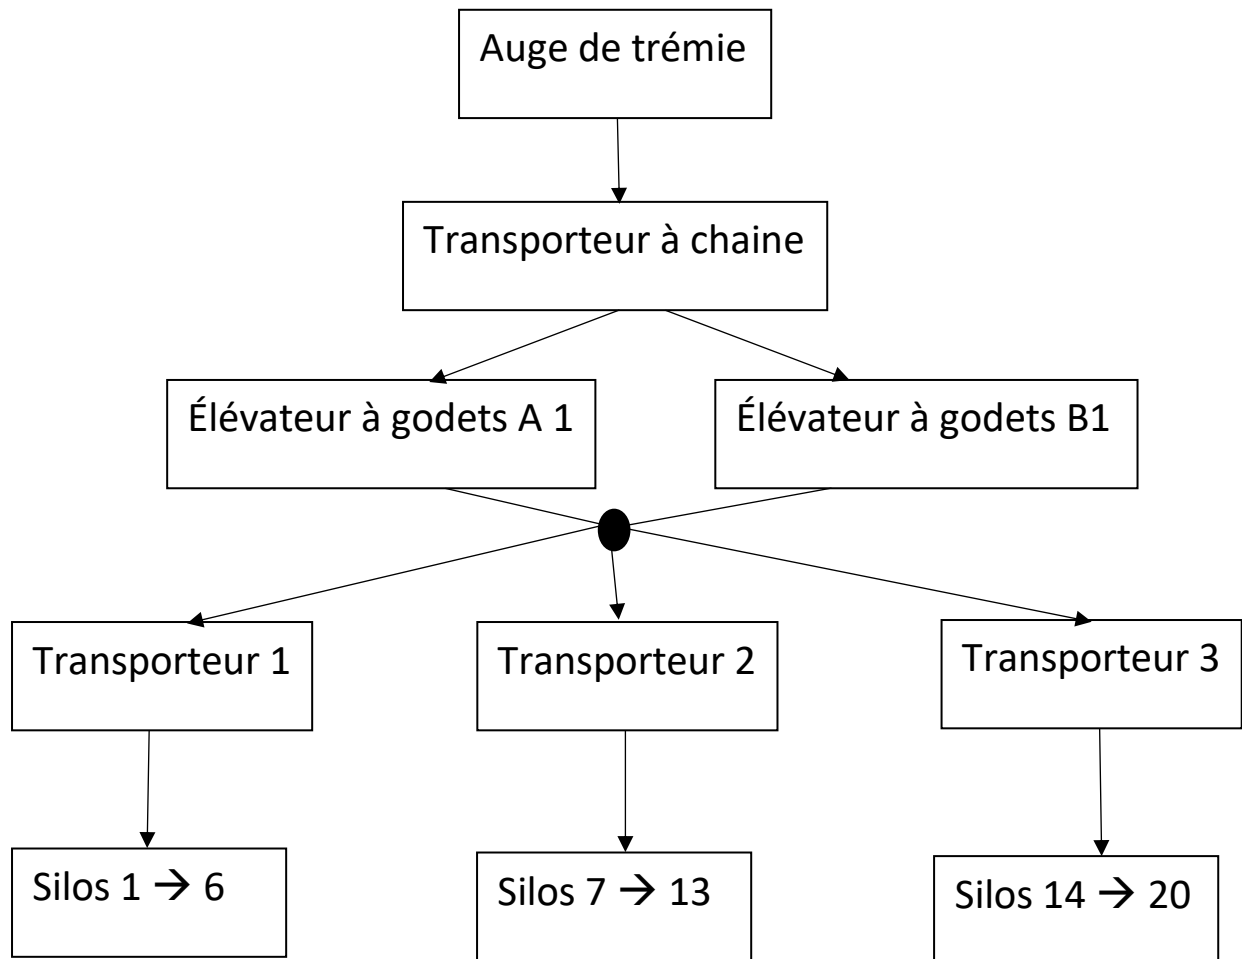 Auge de trémie
Transporteur à chaine
Élévateur à godets A 1
Élévateur à godets B1
Transporteur 1
Transporteur 2
Transporteur 3
Silos 1 → 6
Silos 7 → 13
Silos 14 → 20